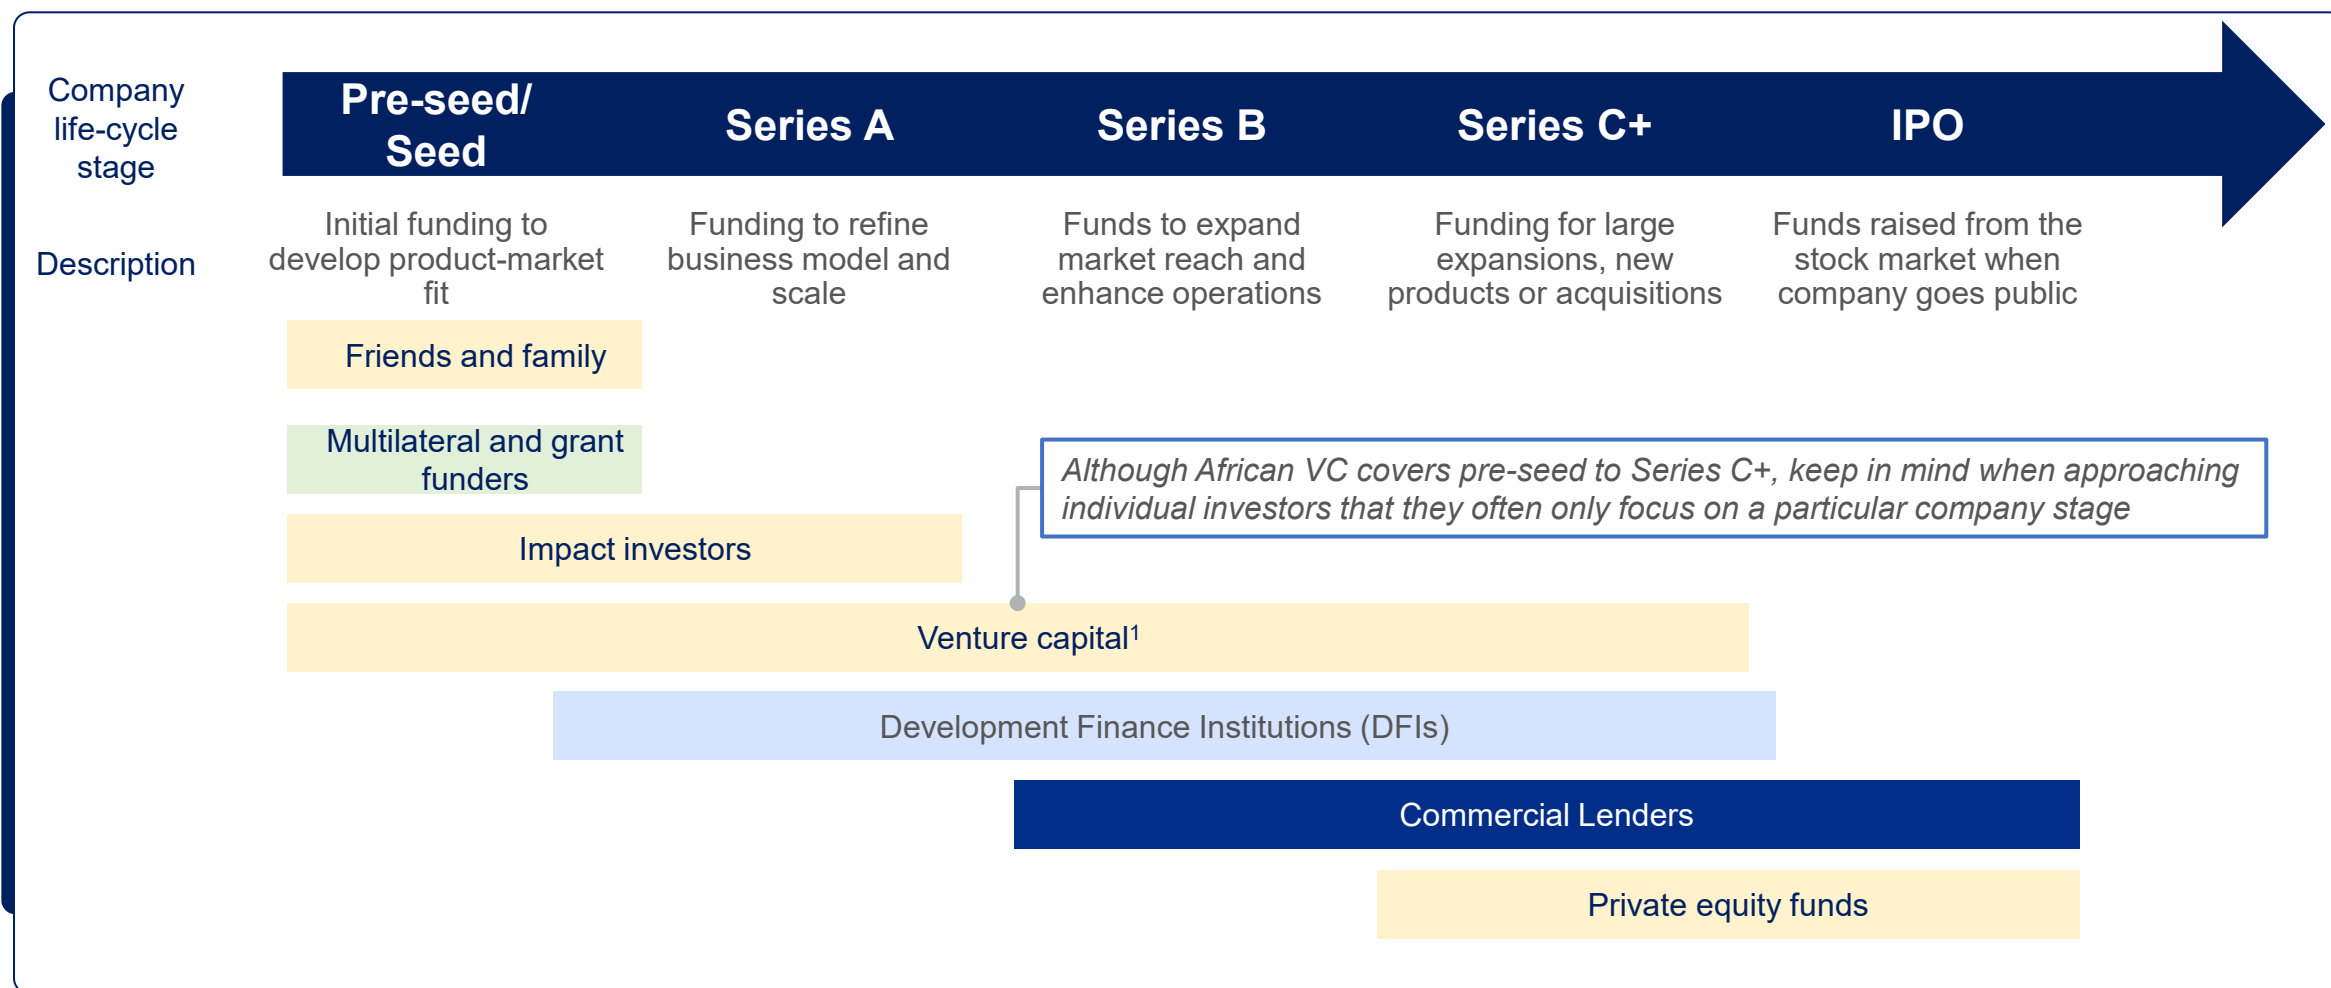 Company
life-cycle
stage
Pre-seed/
Seed
Series A
Series B
Series C+
IPO
Description
Initial funding to
develop product-market
fit
Funding to refine
business model and
scale
Funds to expand
market reach and
enhance operations
Funding for large
expansions, new
products or acquisitions
Funds raised from the
stock market when
company goes public
Friends and family
Multilateral and grant
funders
Although African VC covers pre-seed to Series C+, keep in mind when approaching
individual investors that they often only focus on a particular company stage
Impact investors
Venture capital¹
Development Finance Institutions (DFIs)
Commercial Lenders
Private equity funds